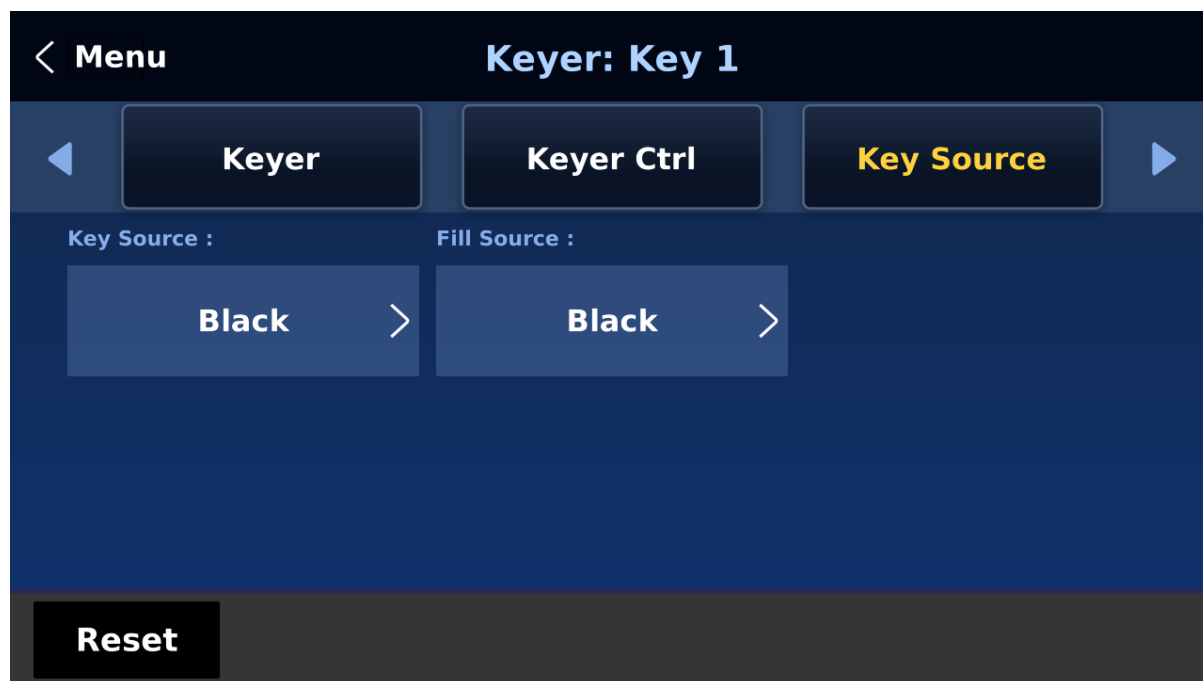 Menu
Keyer: Key 1
Keyer
Keyer Ctrl
Key Source
Key Source :
Fill Source :
Black
Black
Reset